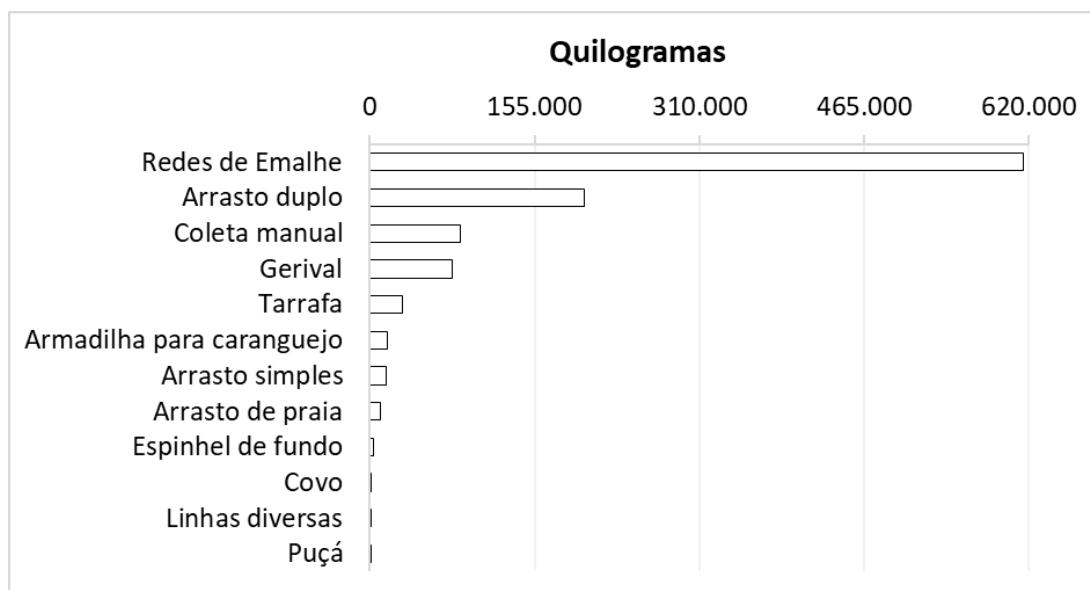 Quilogramas
0 155.000 310.000 465.000 620.000
Redes de Emalhe
Arrasto duplo
Coleta manual
Gerival
Tarrafa
Armadilha para caranguejo
Arrasto simples
Arrasto de praia
Espinhel de fundo
Covo
Linhas diversas
Puçá